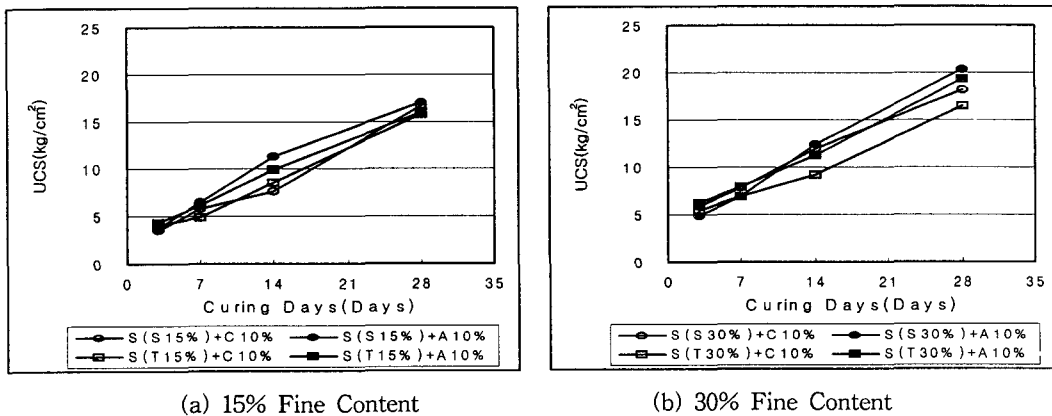 25
20
15
10
5
0
UCS(kg/cm²)
0 7 14 21 28 35
Curing Days(Days)
S(S15%)+C10% S(S15%)+A10%
S(T15%)+C10% S(T15%)+A10%
(a) 15% Fine Content
25
20
15
10
5
0
UCS(kg/cm²)
0 7 14 21 28 35
Curing Days(Days)
S(S30%)+C10% S(S30%)+A10%
S(T30%)+C10% S(T30%)+A10%
(b) 30% Fine Content